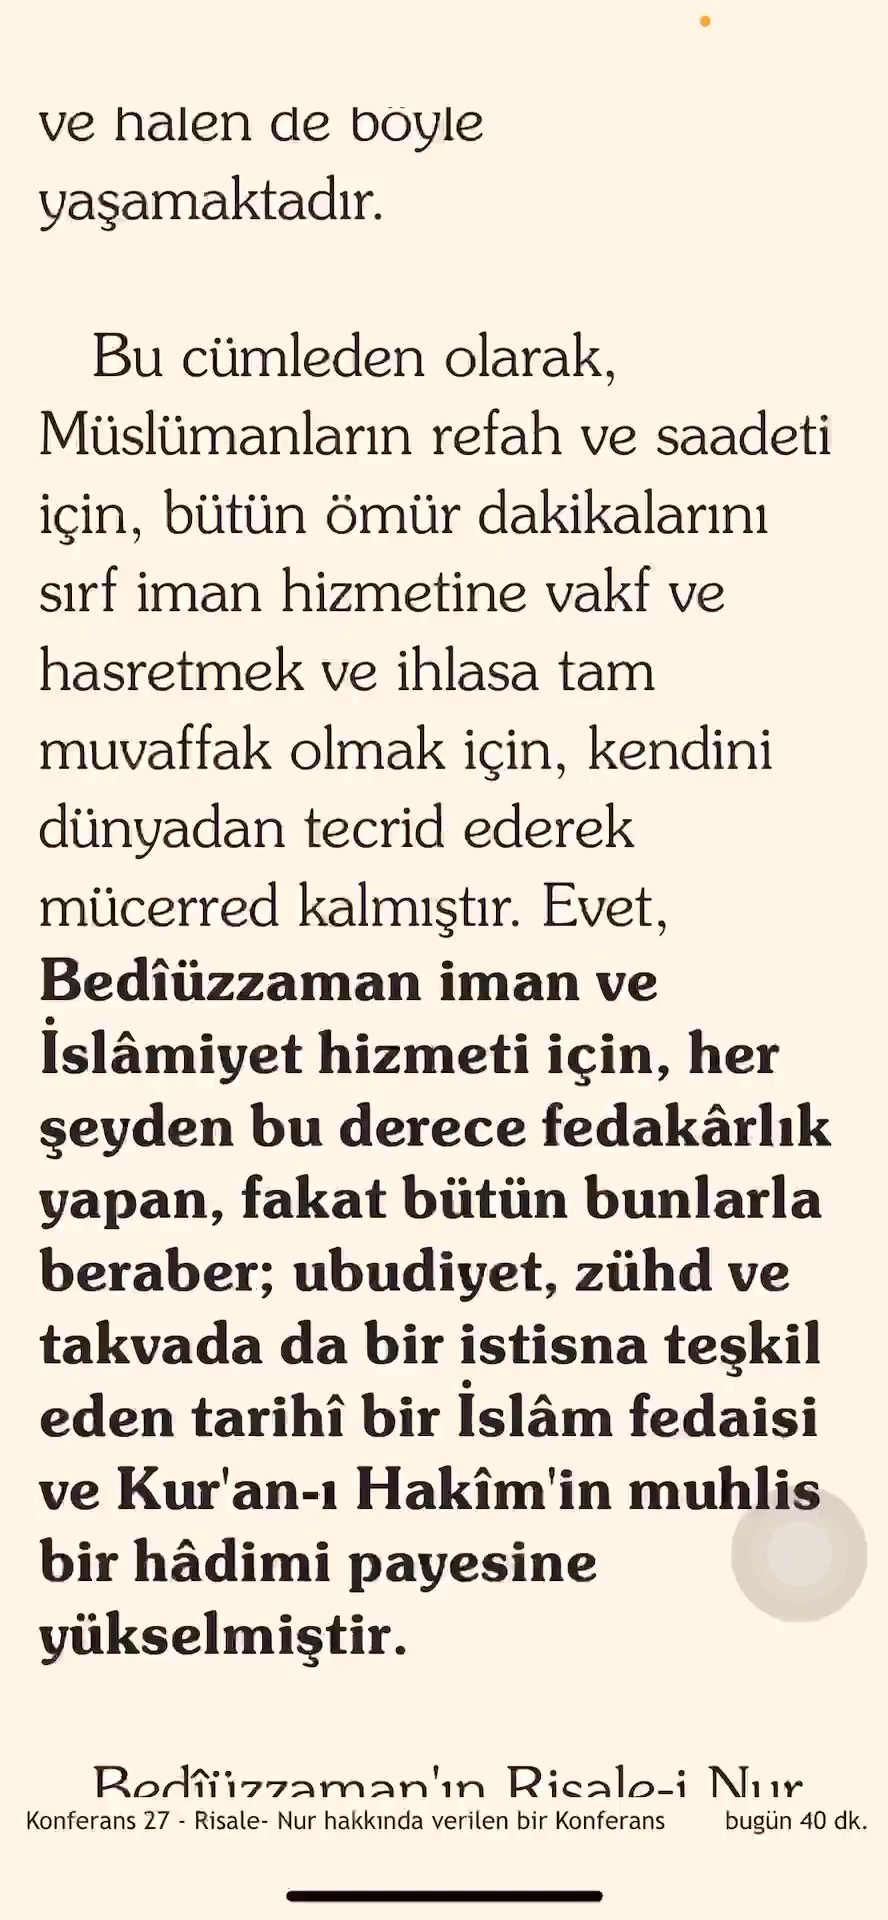 ve halen de böyle
yaşamaktadır.
Bu cümleden olarak,
Müslümanların refah ve saadeti
için, bütün ömür dakikalarını
sırf iman hizmetine vakf ve
hasretmek ve ihlasa tam
muvaffak olmak için, kendini
dünyadan tecrid ederek
mücerred kalmıştır. Evet,
Bedîüzzaman iman ve
İslâmiyet hizmeti için, her
şeyden bu derece fedakârlık
yapan, fakat bütün bunlarla
beraber; ubudiyet, zühd ve
takvada da bir istisna teşkil
eden tarihî bir İslâm fedaisi
ve Kur'an-ı Hakîm'in muhlis
bir hâdimi payesine
yükselmiştir.
Bedîüzzaman'ın Risale-i Nur
Konferans 27 - Risale- Nur hakkında verilen bir Konferans bugün 40 dk.